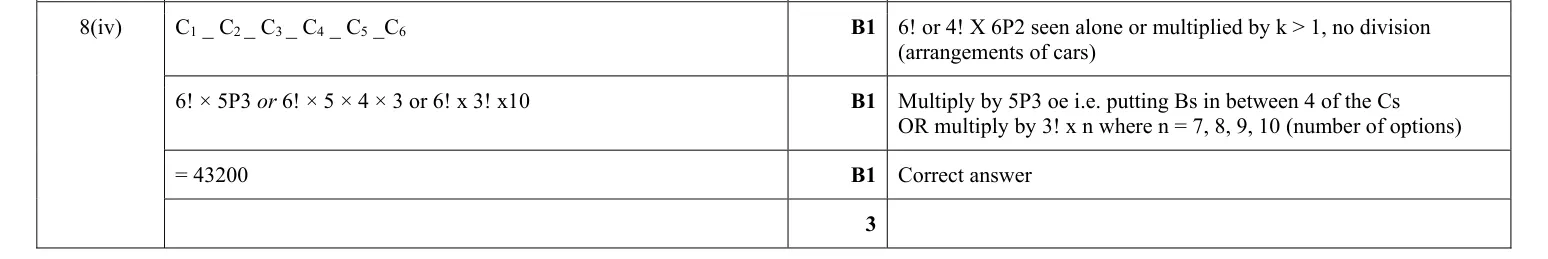 8(iv) C₁ _ C₂ _ C₃ _ C₄ _ C₅ _C₆ B1 6! or 4! X 6P2 seen alone or multiplied by k > 1, no division
(arrangements of cars)
6! × 5P3 or 6! × 5 × 4 × 3 or 6! x 3! x10 B1 Multiply by 5P3 oe i.e. putting Bs in between 4 of the Cs
OR multiply by 3! x n where n = 7, 8, 9, 10 (number of options)
= 43200 B1 Correct answer
3